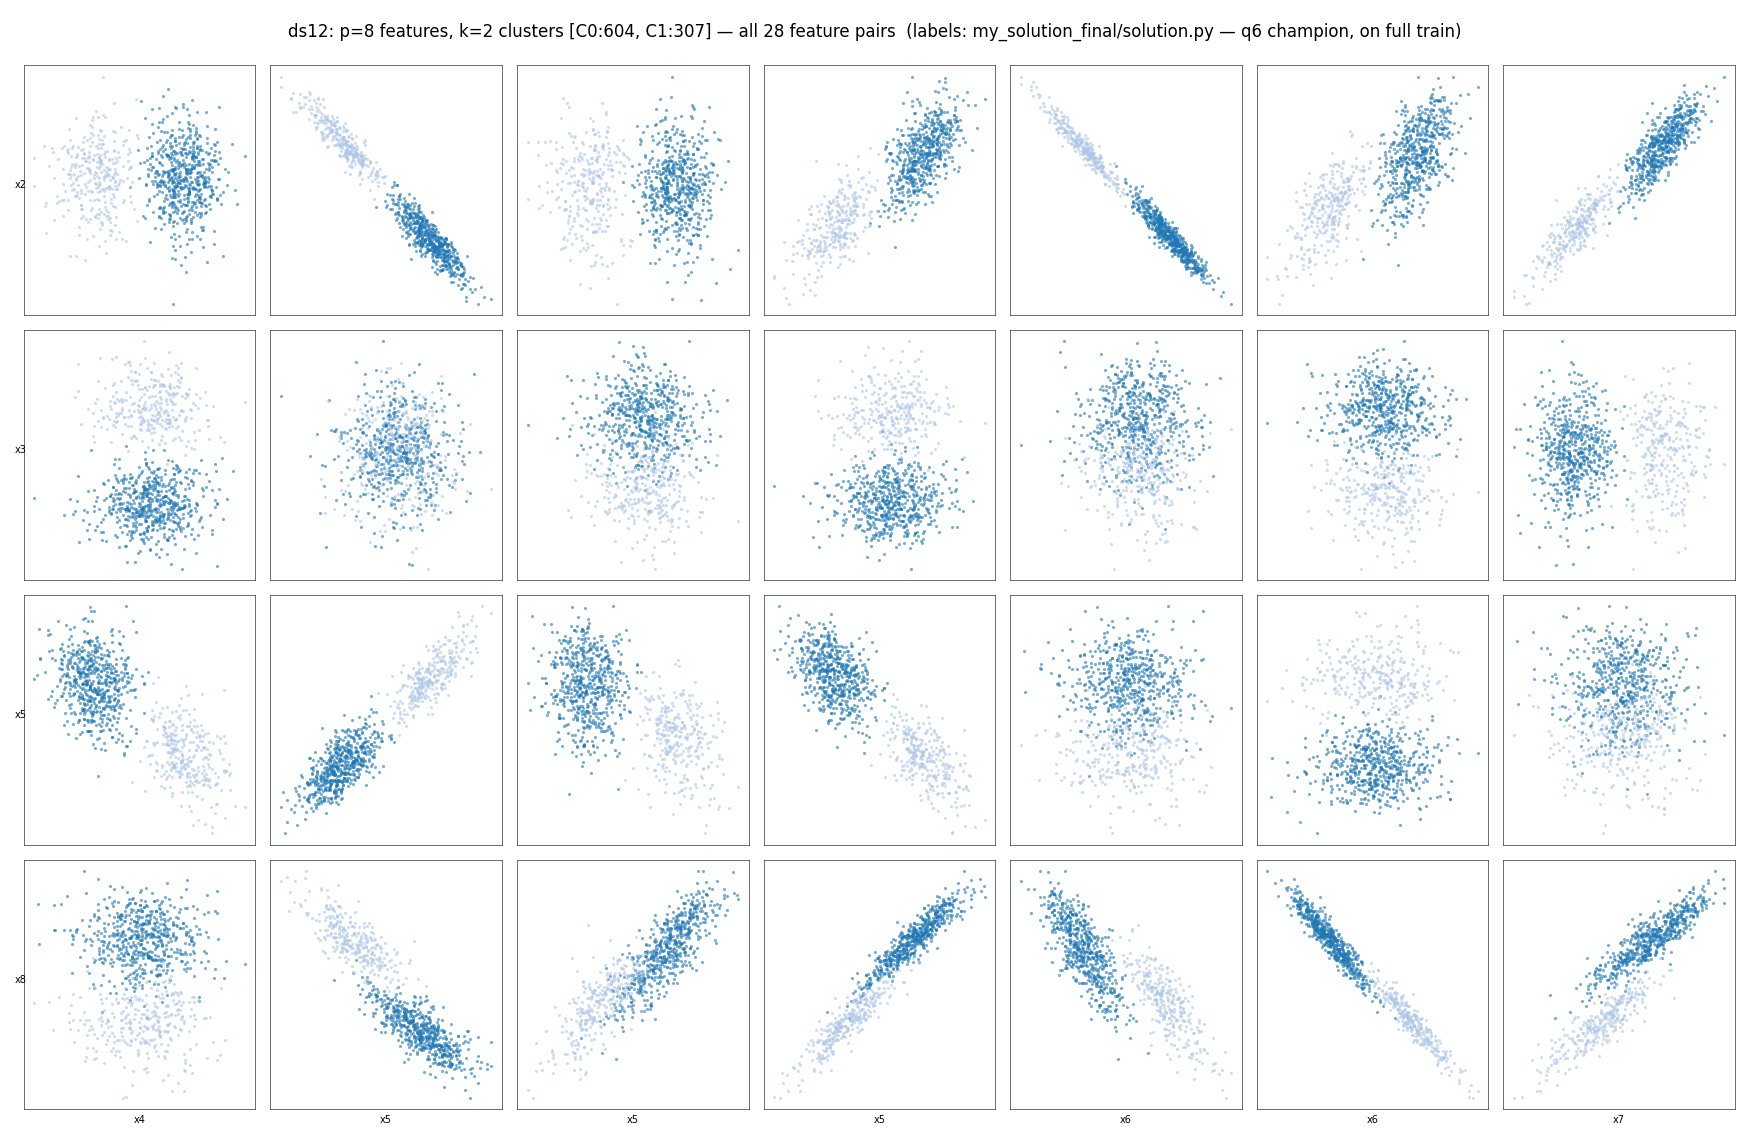 ds12: p=8 features, k=2 clusters [C0:604, C1:307] — all 28 feature pairs  (labels: my_solution_final/solution.py — q6 champion, on full train)
x2
x3
x5
x8
x4 x5 x5 x5 x6 x6 x7